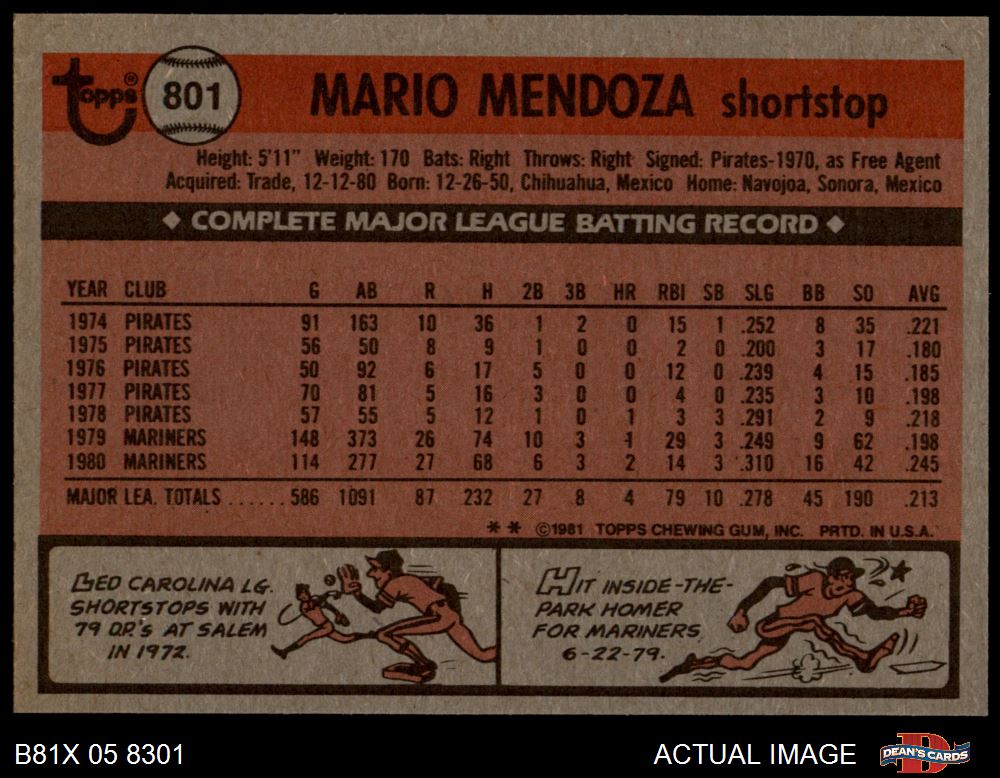 Topps® 801 MARIO MENDOZA shortstop
Height: 5'11" Weight: 170 Bats: Right Throws: Right Signed: Pirates-1970, as Free Agent
Acquired: Trade, 12-12-80 Born: 12-26-50, Chihuahua, Mexico Home: Navojoa, Sonora, Mexico
◆ COMPLETE MAJOR LEAGUE BATTING RECORD ◆
YEAR CLUB G AB R H 2B 3B HR RBI SB SLG BB SO AVG
1974 PIRATES 91 163 10 36 1 2 0 15 1 .252 8 35 .221
1975 PIRATES 56 50 8 9 1 0 0 2 0 .200 3 17 .180
1976 PIRATES 50 92 6 17 5 0 0 12 0 .239 4 15 .185
1977 PIRATES 70 81 5 16 3 0 0 4 0 .235 3 10 .198
1978 PIRATES 57 55 5 12 1 0 1 3 3 .291 2 9 .218
1979 MARINERS 148 373 26 74 10 3 1 29 3 .249 9 62 .198
1980 MARINERS 114 277 27 68 6 3 2 14 3 .310 16 42 .245
MAJOR LEA. TOTALS ...... 586 1091 87 232 27 8 4 79 10 .278 45 190 .213
** ©1981 TOPPS CHEWING GUM, INC. PRTD. IN U.S.A.
LED CAROLINA LG.
SHORTSTOPS WITH
79 D.P.'S AT SALEM
IN 1972.
HIT INSIDE-THE-
PARK HOMER
FOR MARINERS,
6-22-79.
B81X 05 8301 ACTUAL IMAGE DEAN'S CARDS